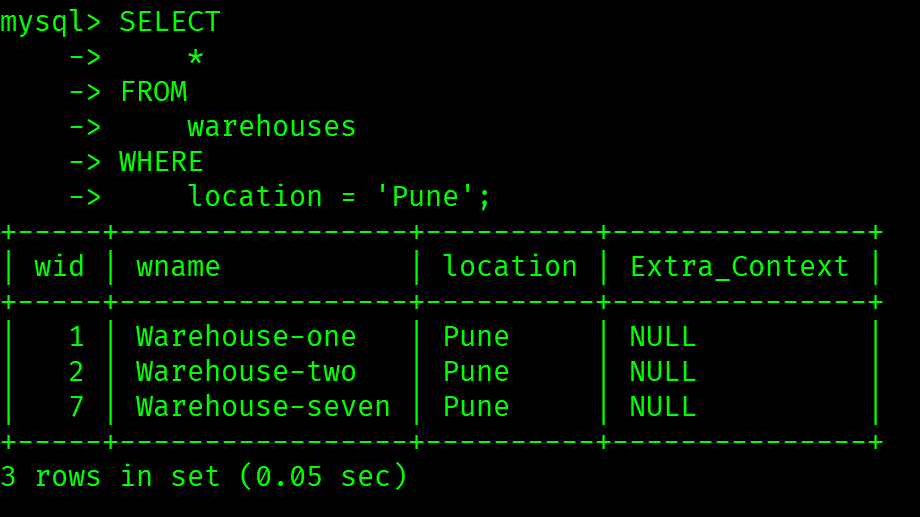 mysql> SELECT
    ->     *
    -> FROM
    ->     warehouses
    -> WHERE
    ->     location = 'Pune';
+-----+-----------------+----------+---------------+
| wid | wname           | location | Extra_Context |
+-----+-----------------+----------+---------------+
|   1 | Warehouse-one   | Pune     | NULL          |
|   2 | Warehouse-two   | Pune     | NULL          |
|   7 | Warehouse-seven | Pune     | NULL          |
+-----+-----------------+----------+---------------+
3 rows in set (0.05 sec)